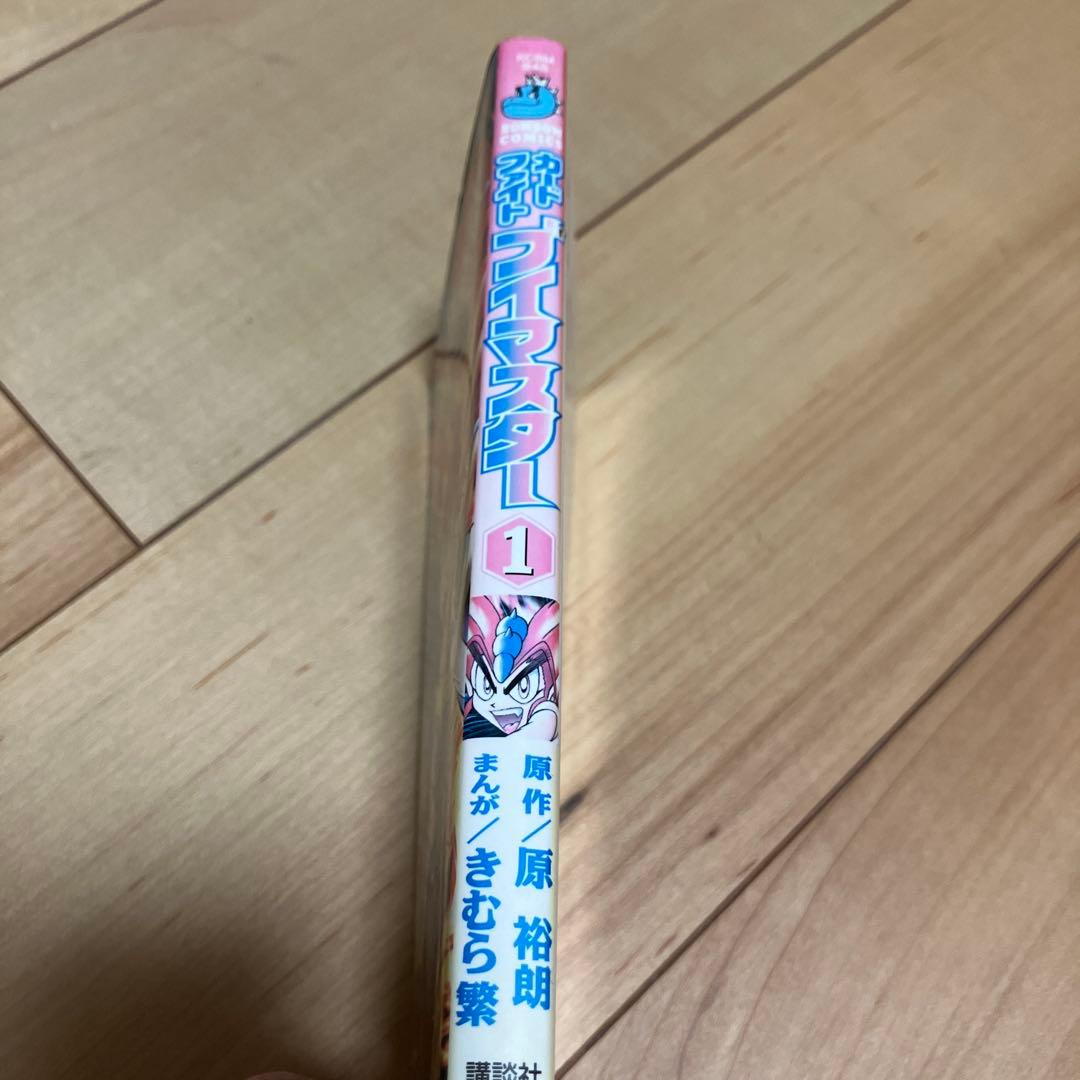 BOMBOM
COMICS
カード
ファイト
ブイマスター
1
原作／原 裕朗
まんが／きむら繁
講談社